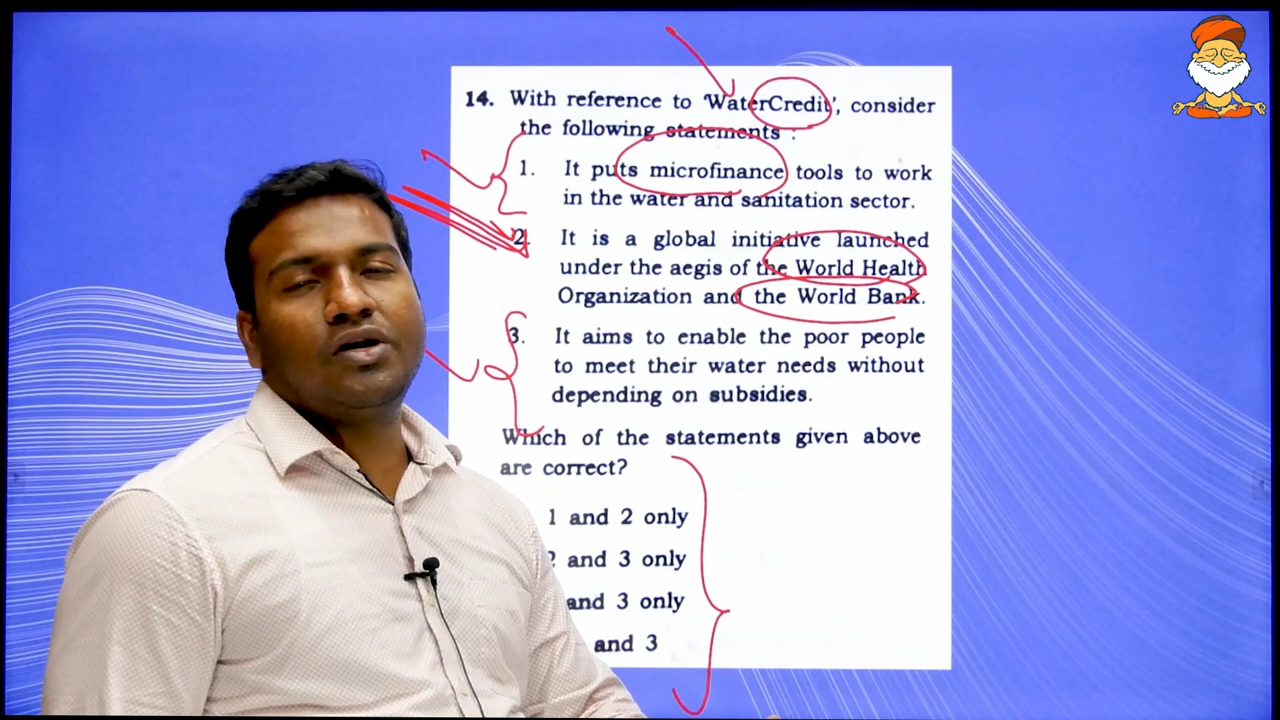 14. With reference to 'WaterCredit', consider
the following statements :
1. It puts microfinance tools to work
in the water and sanitation sector.
2. It is a global initiative launched
under the aegis of the World Health
Organization and the World Bank.
3. It aims to enable the poor people
to meet their water needs without
depending on subsidies.
Which of the statements given above
are correct?
1 and 2 only
2 and 3 only
and 3 only
and 3